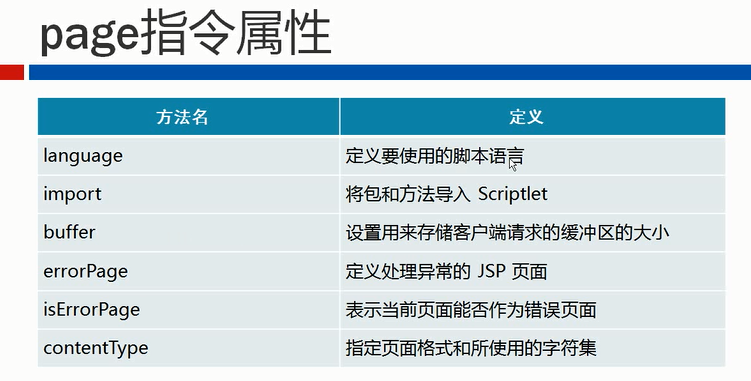 page指令属性
方法名 定义
language 定义要使用的脚本语言
import 将包和方法导入 Scriptlet
buffer 设置用来存储客户端请求的缓冲区的大小
errorPage 定义处理异常的 JSP 页面
isErrorPage 表示当前页面能否作为错误页面
contentType 指定页面格式和所使用的字符集